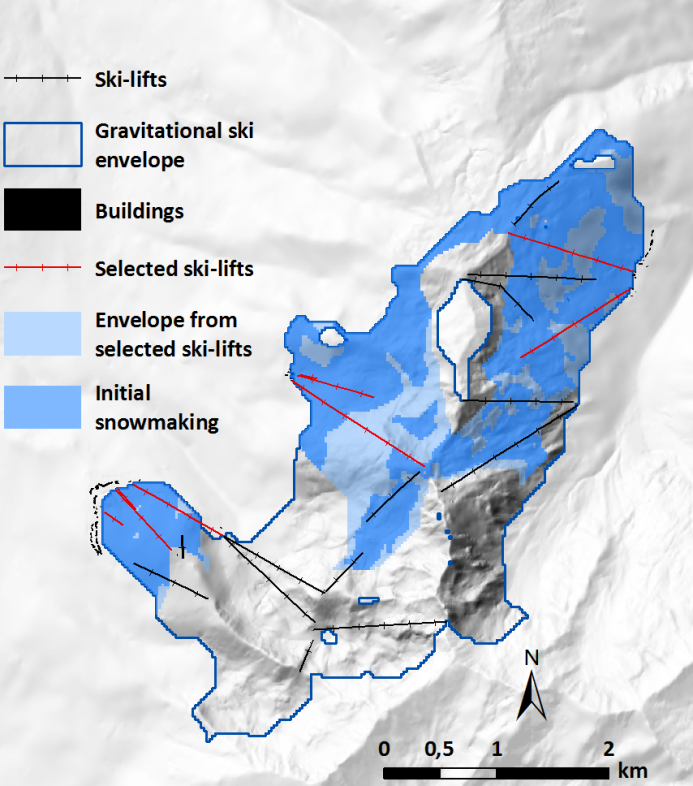 Ski-lifts
Gravitational ski
envelope
Buildings
Selected ski-lifts
Envelope from
selected ski-lifts
Initial
snowmaking
N
0 0,5 1 2
km